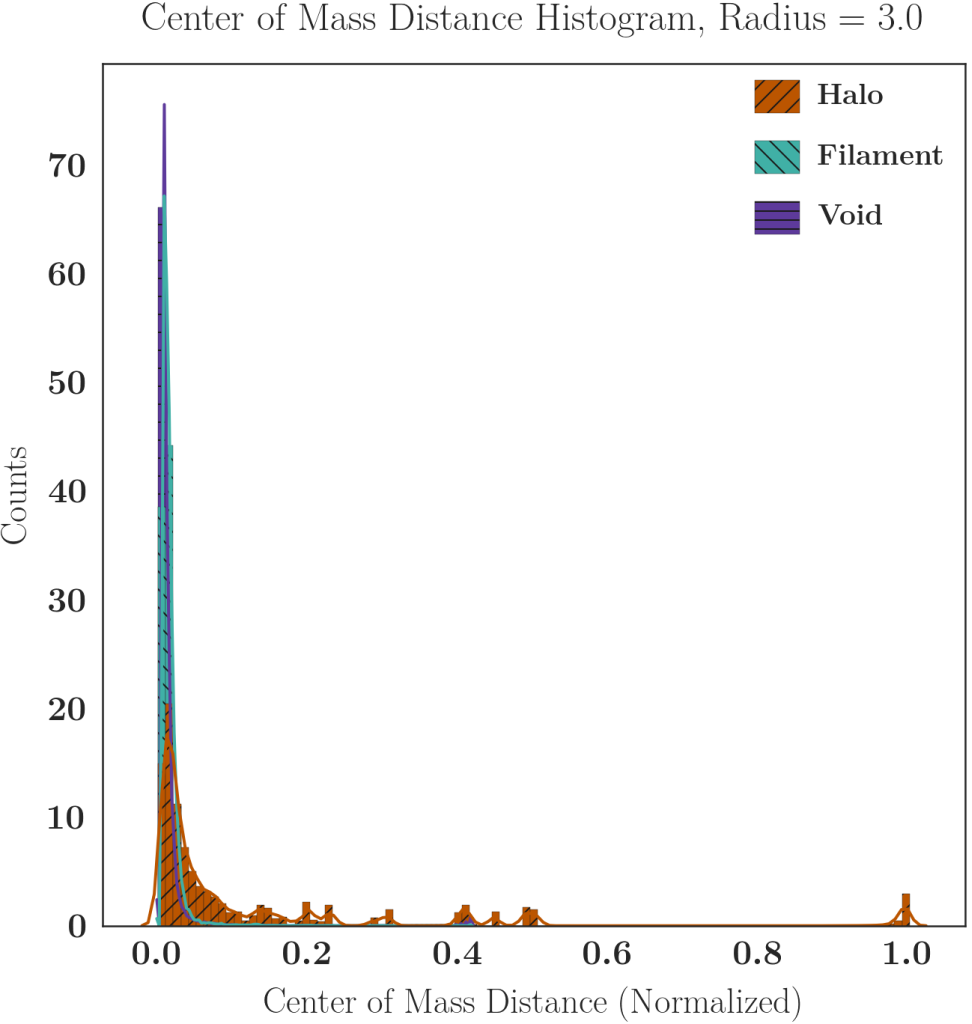 Center of Mass Distance Histogram, Radius = 3.0
Halo
Filament
Void
70
60
50
40
30
20
10
0
Counts
0.0 0.2 0.4 0.6 0.8 1.0
Center of Mass Distance (Normalized)